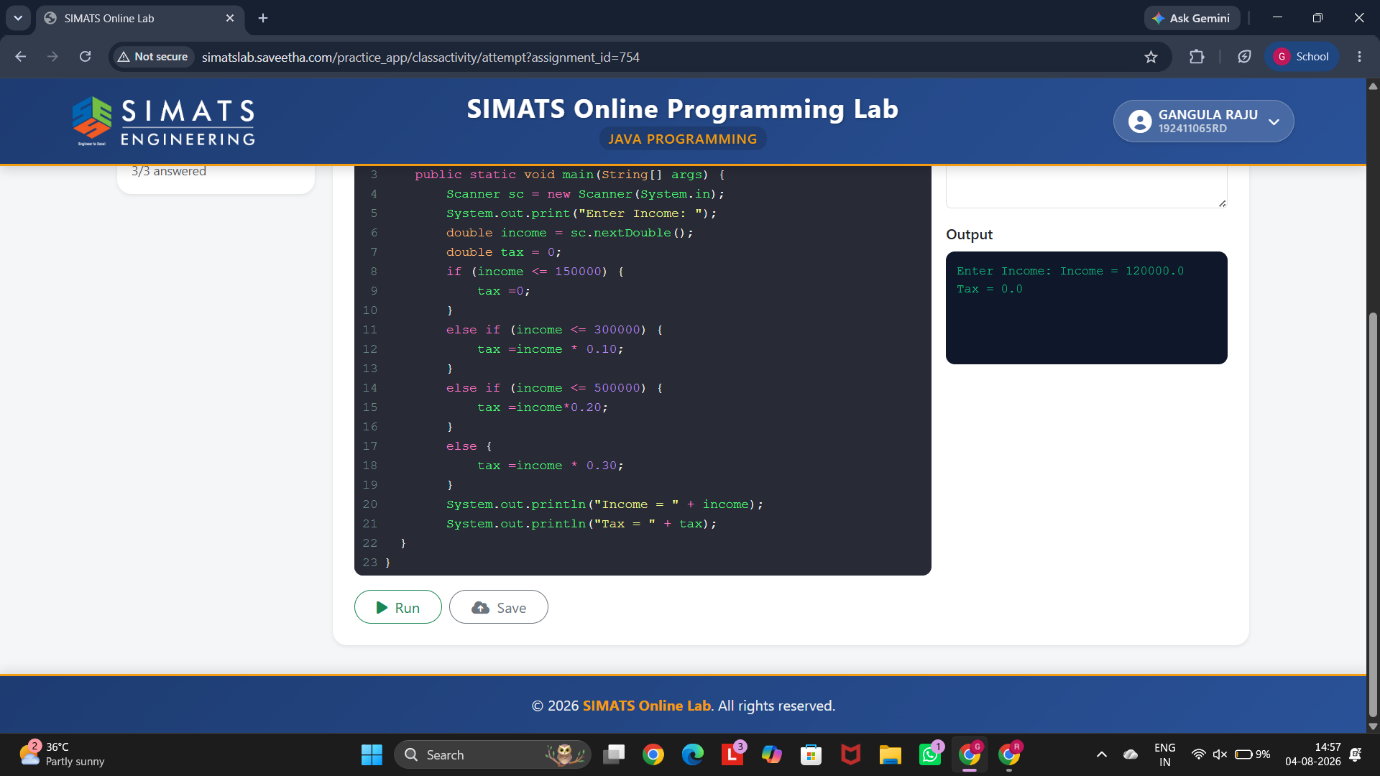 SIMATS Online Lab
Ask Gemini
Not secure
simatslab.saveetha.com/practice_app/classactivity/attempt?assignment_id=754
G
School
SIMATS
ENGINEERING
SIMATS Online Programming Lab
JAVA PROGRAMMING
GANGULA RAJU
192411065RD
3/3 answered
3 public static void main(String[] args) {
4 Scanner sc = new Scanner(System.in);
5 System.out.print("Enter Income: ");
6 double income = sc.nextDouble();
7 double tax = 0;
8 if (income <= 150000) {
9 tax =0;
10 }
11 else if (income <= 300000) {
12 tax =income * 0.10;
13 }
14 else if (income <= 500000) {
15 tax =income*0.20;
16 }
17 else {
18 tax =income * 0.30;
19 }
20 System.out.println("Income = " + income);
21 System.out.println("Tax = " + tax);
22 }
23 }
Output
Enter Income: Income = 120000.0
Tax = 0.0
Run
Save
© 2026 SIMATS Online Lab. All rights reserved.
2
36°C
Partly sunny
Search
L
3
1
G
R
ENG
IN
9%
14:57
04-08-2026